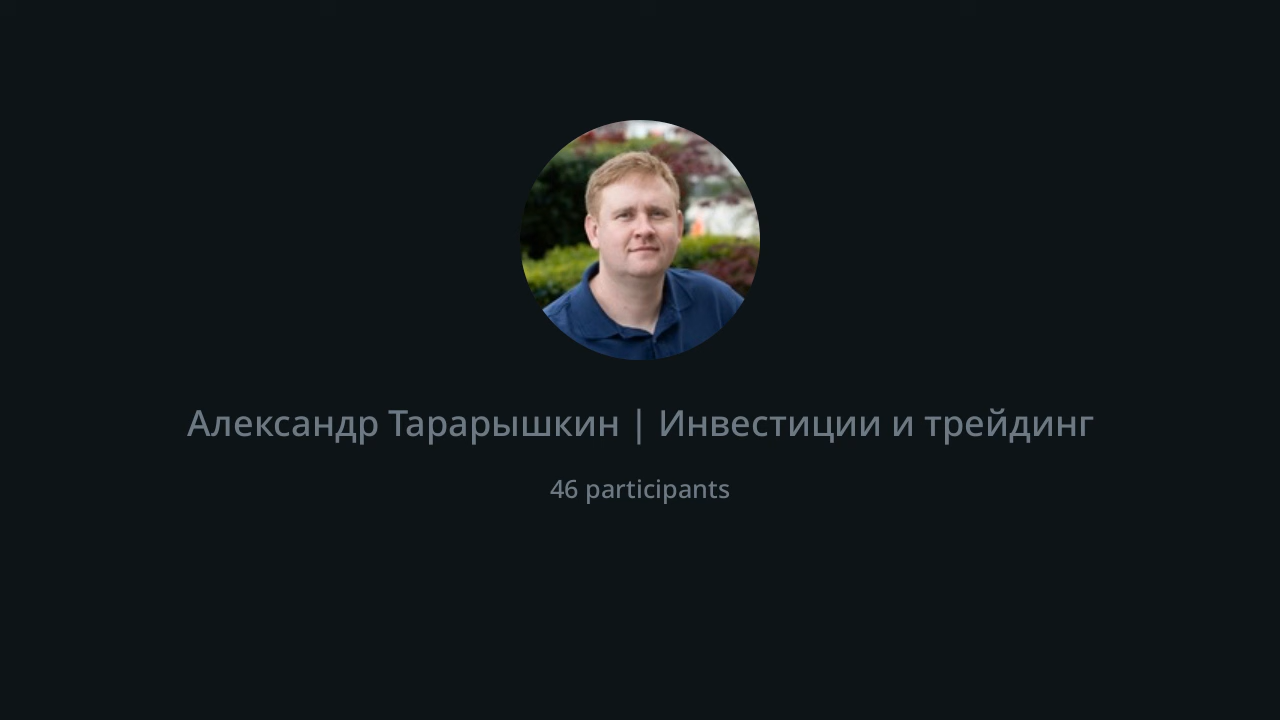 Александр Тарарышкин | Инвестиции и трейдинг
46 participants